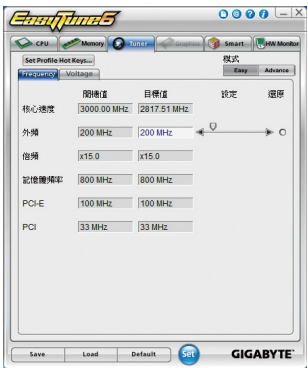 EasyTune6
CPU Memory Tuner Graphics Smart HW Monitor
Set Profile Hot Keys... 模式
Frequency Voltage Easy Advance
開機值 目標值 設定 還原
核心速度 3000.00 MHz 2817.51 MHz
外頻 200 MHz 200 MHz
倍頻 x15.0 x15.0
記憶體頻率 800 MHz 800 MHz
PCI-E 100 MHz 100 MHz
PCI 33 MHz 33 MHz
Save Load Default Set GIGABYTE™